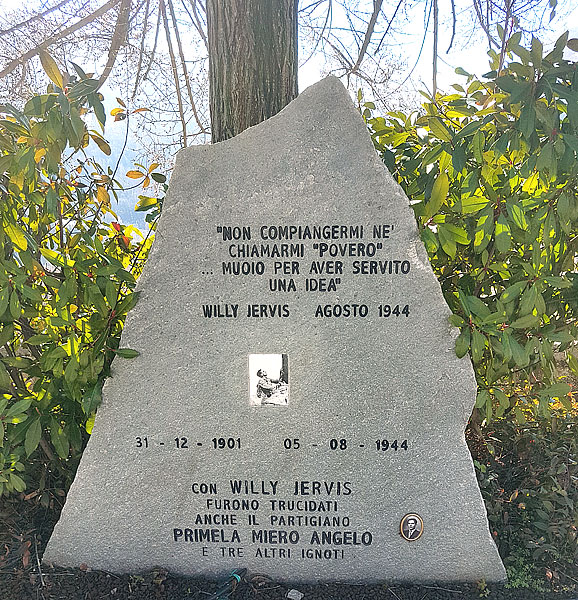 "NON COMPIANGERMI NE'
CHIAMARMI "POVERO"
... MUOIO PER AVER SERVITO
UNA IDEA"
WILLY JERVIS AGOSTO 1944
31 - 12 - 1901 05 - 08 - 1944
CON WILLY JERVIS
FURONO TRUCIDATI
ANCHE IL PARTIGIANO
PRIMELA MIERO ANGELO
E TRE ALTRI IGNOTI